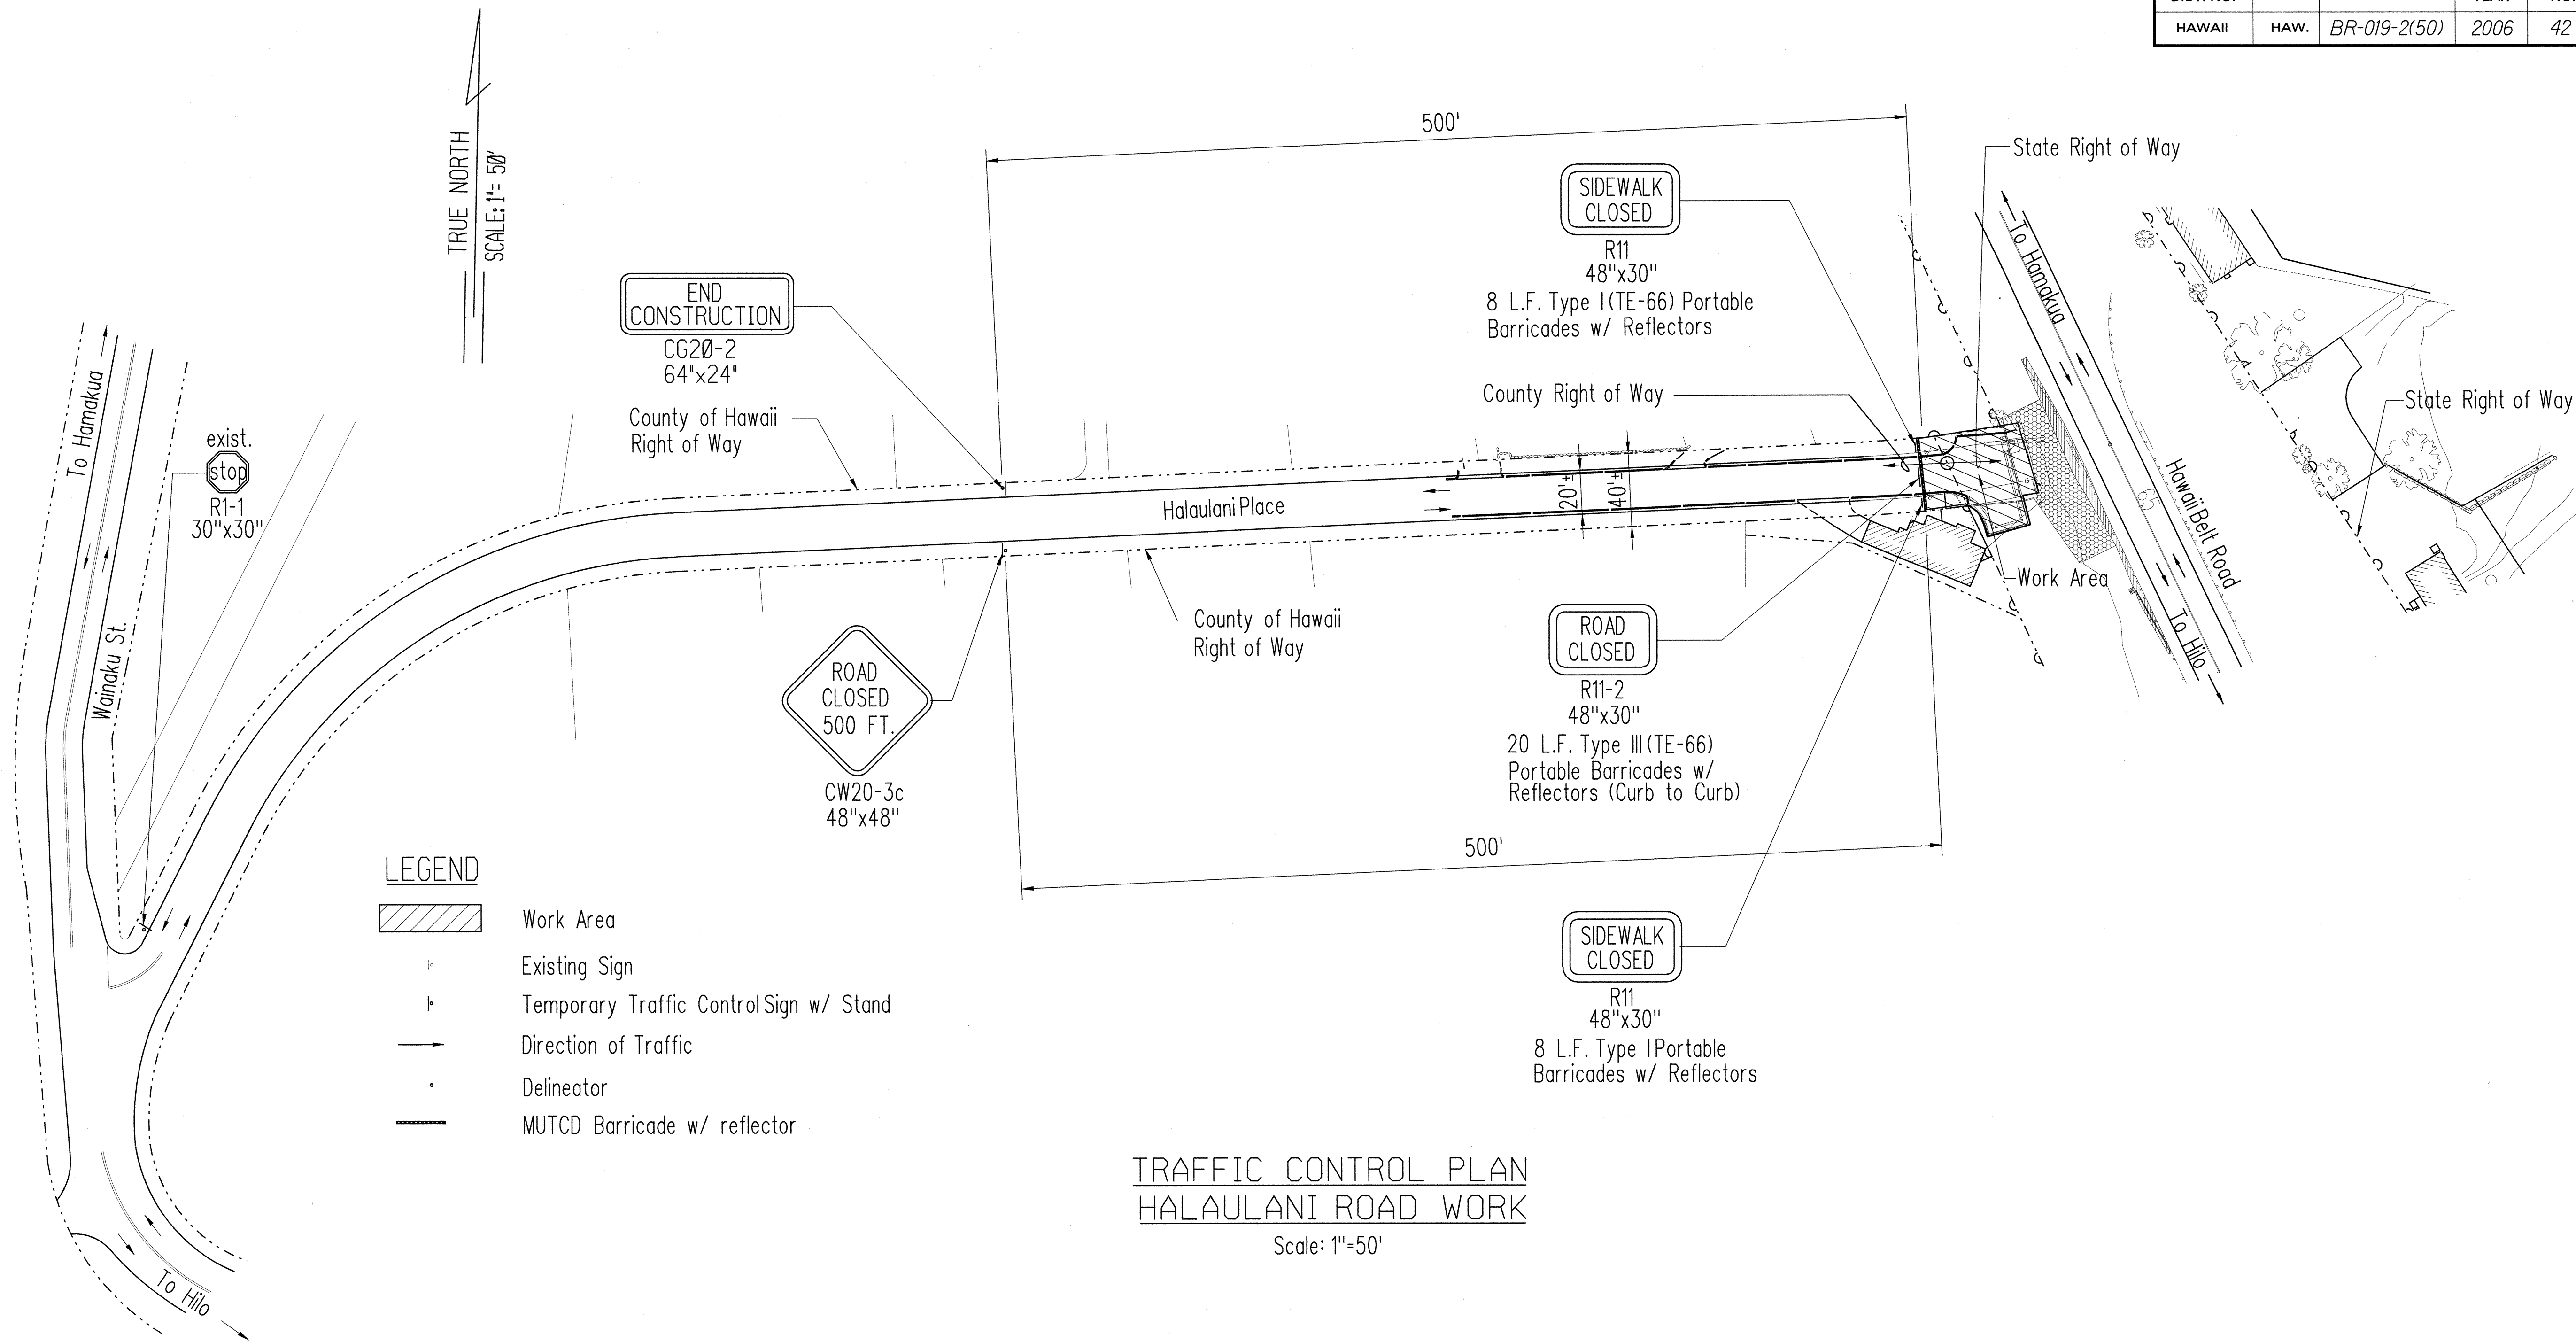 HAWAII HAW. BR-019-2(50) 2006 42
TRUE NORTH
SCALE: 1"= 50'
500'
State Right of Way
SIDEWALK
CLOSED
R11
48"x30"
8 L.F. Type I (TE-66) Portable
Barricades w/ Reflectors
To Hamakua
END
CONSTRUCTION
CG20-2
64"x24"
County of Hawaii
Right of Way
County Right of Way
State Right of Way
To Hamakua
exist.
stop
R1-1
30"x30"
Halaulani Place
20'±
40'±
65
Hawaii Belt Road
Work Area
To Hilo
Wainaku St.
County of Hawaii
Right of Way
ROAD
CLOSED
500 FT.
CW20-3c
48"x48"
ROAD
CLOSED
R11-2
48"x30"
20 L.F. Type III (TE-66)
Portable Barricades w/
Reflectors (Curb to Curb)
500'
LEGEND
Work Area
Existing Sign
Temporary Traffic Control Sign w/ Stand
Direction of Traffic
Delineator
MUTCD Barricade w/ reflector
SIDEWALK
CLOSED
R11
48"x30"
8 L.F. Type I Portable
Barricades w/ Reflectors
TRAFFIC CONTROL PLAN
HALAULANI ROAD WORK
Scale: 1"=50'
To Hilo